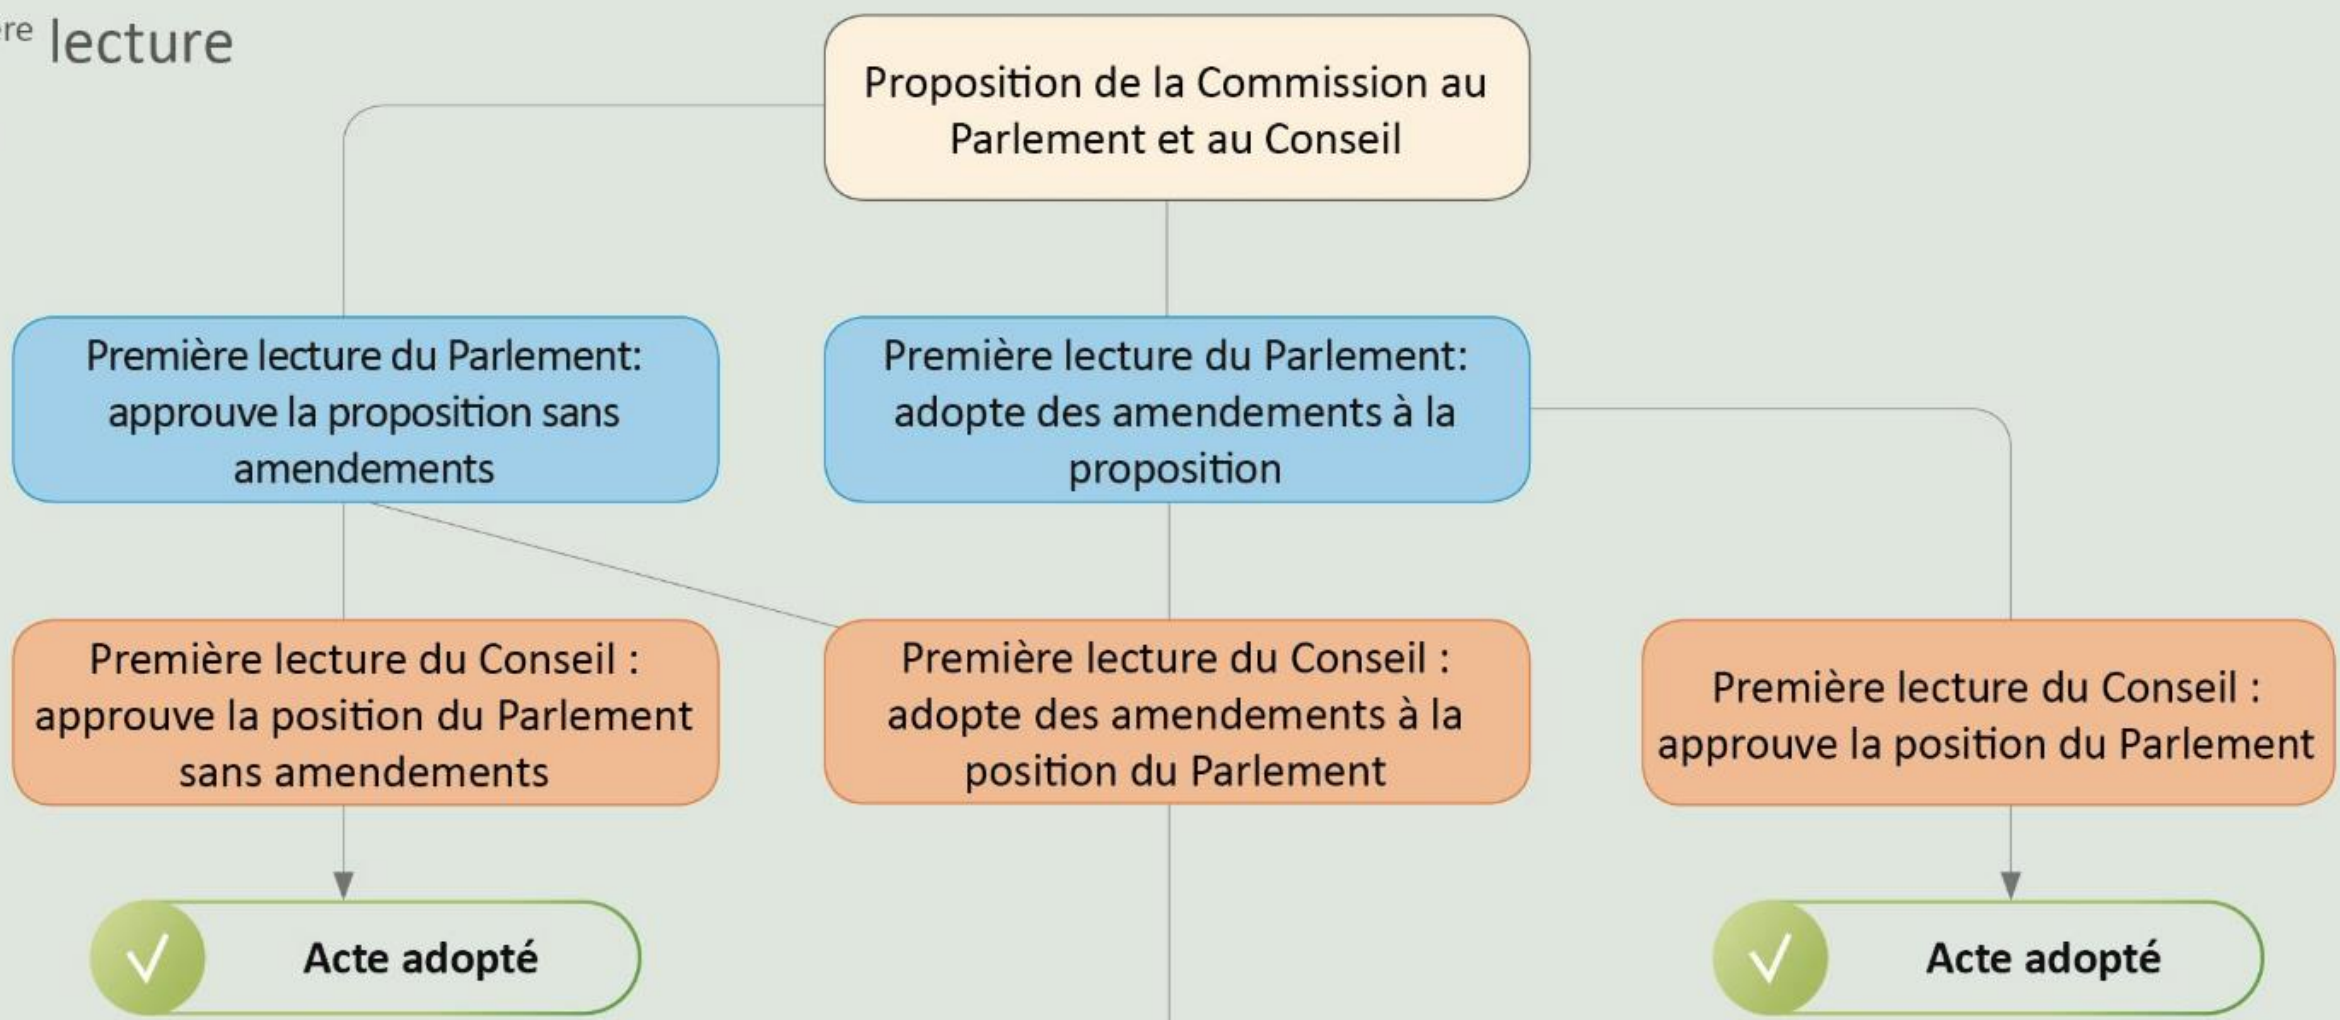 ère lecture
Proposition de la Commission au
Parlement et au Conseil
Première lecture du Parlement:
approuve la proposition sans
amendements
Première lecture du Parlement:
adopte des amendements à la
proposition
Première lecture du Conseil :
approuve la position du Parlement
sans amendements
Première lecture du Conseil :
adopte des amendements à la
position du Parlement
Première lecture du Conseil :
approuve la position du Parlement
Acte adopté
Acte adopté